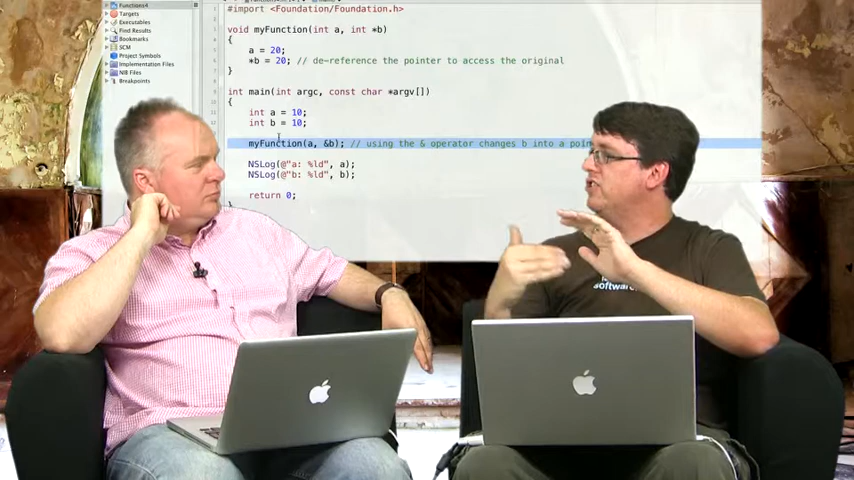 Functions4
Targets
Executables
Find Results
Bookmarks
SCM
Project Symbols
Implementation Files
NIB Files
Breakpoints
#import <Foundation/Foundation.h>
void myFunction(int a, int *b)
{
a = 20;
*b = 20; // de-reference the pointer to access the original
}
int main(int argc, const char *argv[])
{
int a = 10;
int b = 10;
myFunction(a, &b); // using the & operator changes b into a
NSLog(@"a: %ld", a);
NSLog(@"b: %ld", b);
return 0;
software